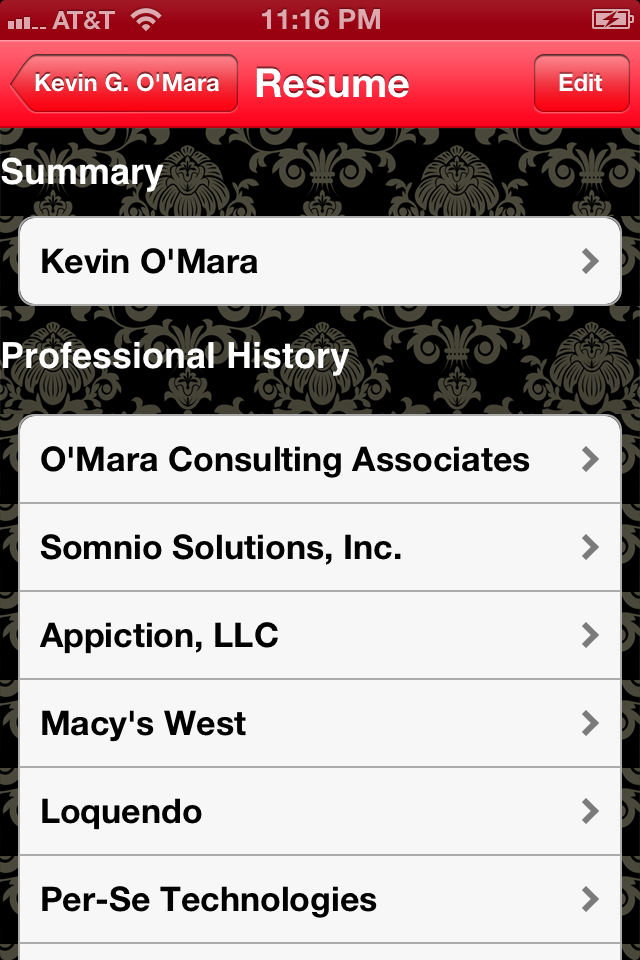 AT&T 11:16 PM
Kevin G. O'Mara Resume Edit
Summary
Kevin O'Mara
Professional History
O'Mara Consulting Associates
Somnio Solutions, Inc.
Appiction, LLC
Macy's West
Loquendo
Per-Se Technologies